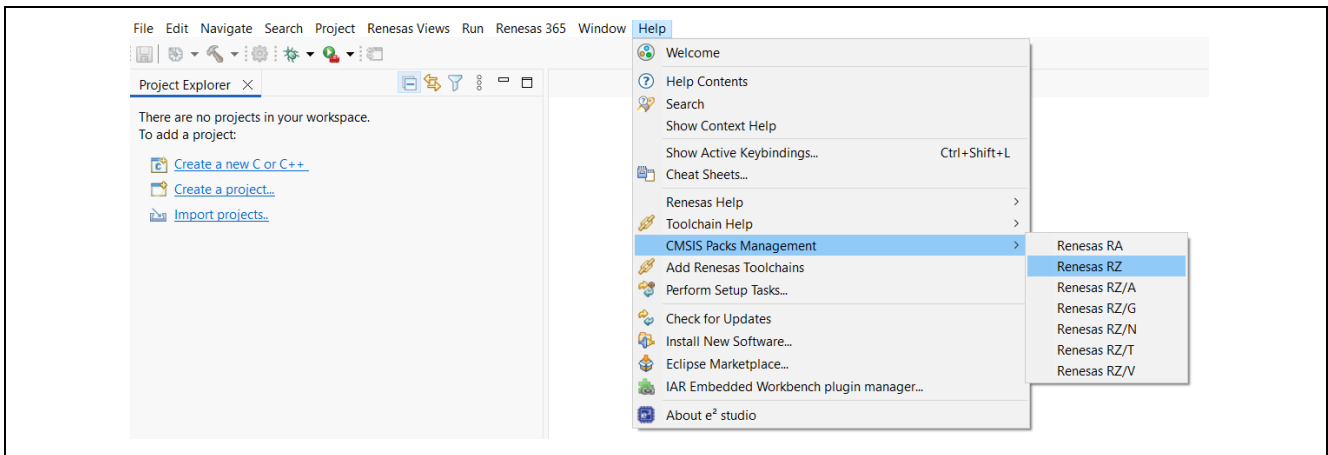 File Edit Navigate Search Project Renesas Views Run Renesas 365 Window Help
Project Explorer
There are no projects in your workspace.
To add a project:
Create a new C or C++
Create a project...
Import projects..
Welcome
Help Contents
Search
Show Context Help
Show Active Keybindings... Ctrl+Shift+L
Cheat Sheets...
Renesas Help
Toolchain Help
CMSIS Packs Management
Add Renesas Toolchains
Perform Setup Tasks...
Check for Updates
Install New Software...
Eclipse Marketplace...
IAR Embedded Workbench plugin manager...
About e² studio
Renesas RA
Renesas RZ
Renesas RZ/A
Renesas RZ/G
Renesas RZ/N
Renesas RZ/T
Renesas RZ/V